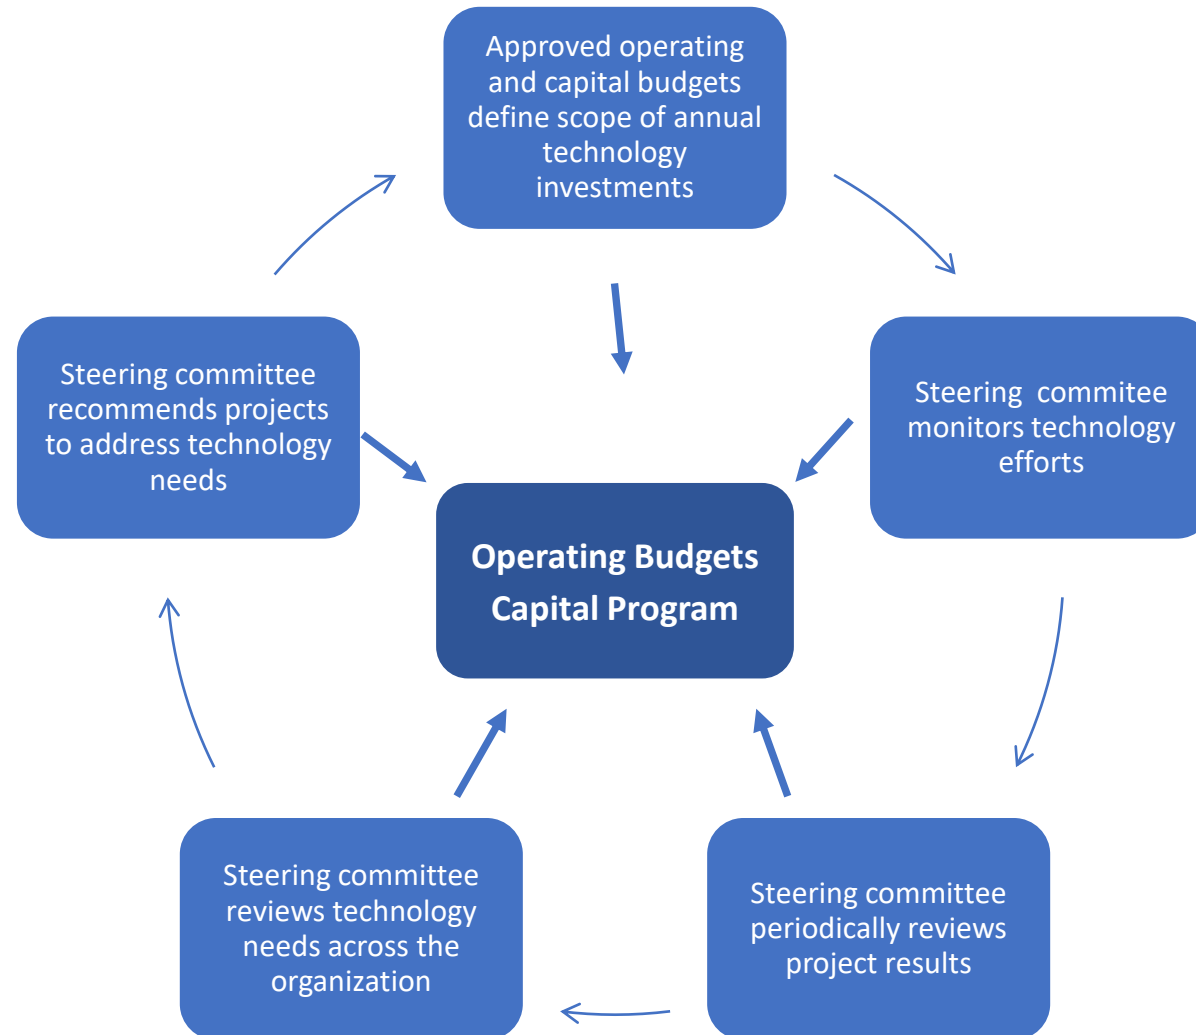 Approved operating
and capital budgets
define scope of annual
technology
investments
Steering committee
recommends projects
to address technology
needs
Steering  commitee
monitors technology
efforts
Operating Budgets
Capital Program
Steering committee
reviews technology
needs across the
organization
Steering committee
periodically reviews
project results